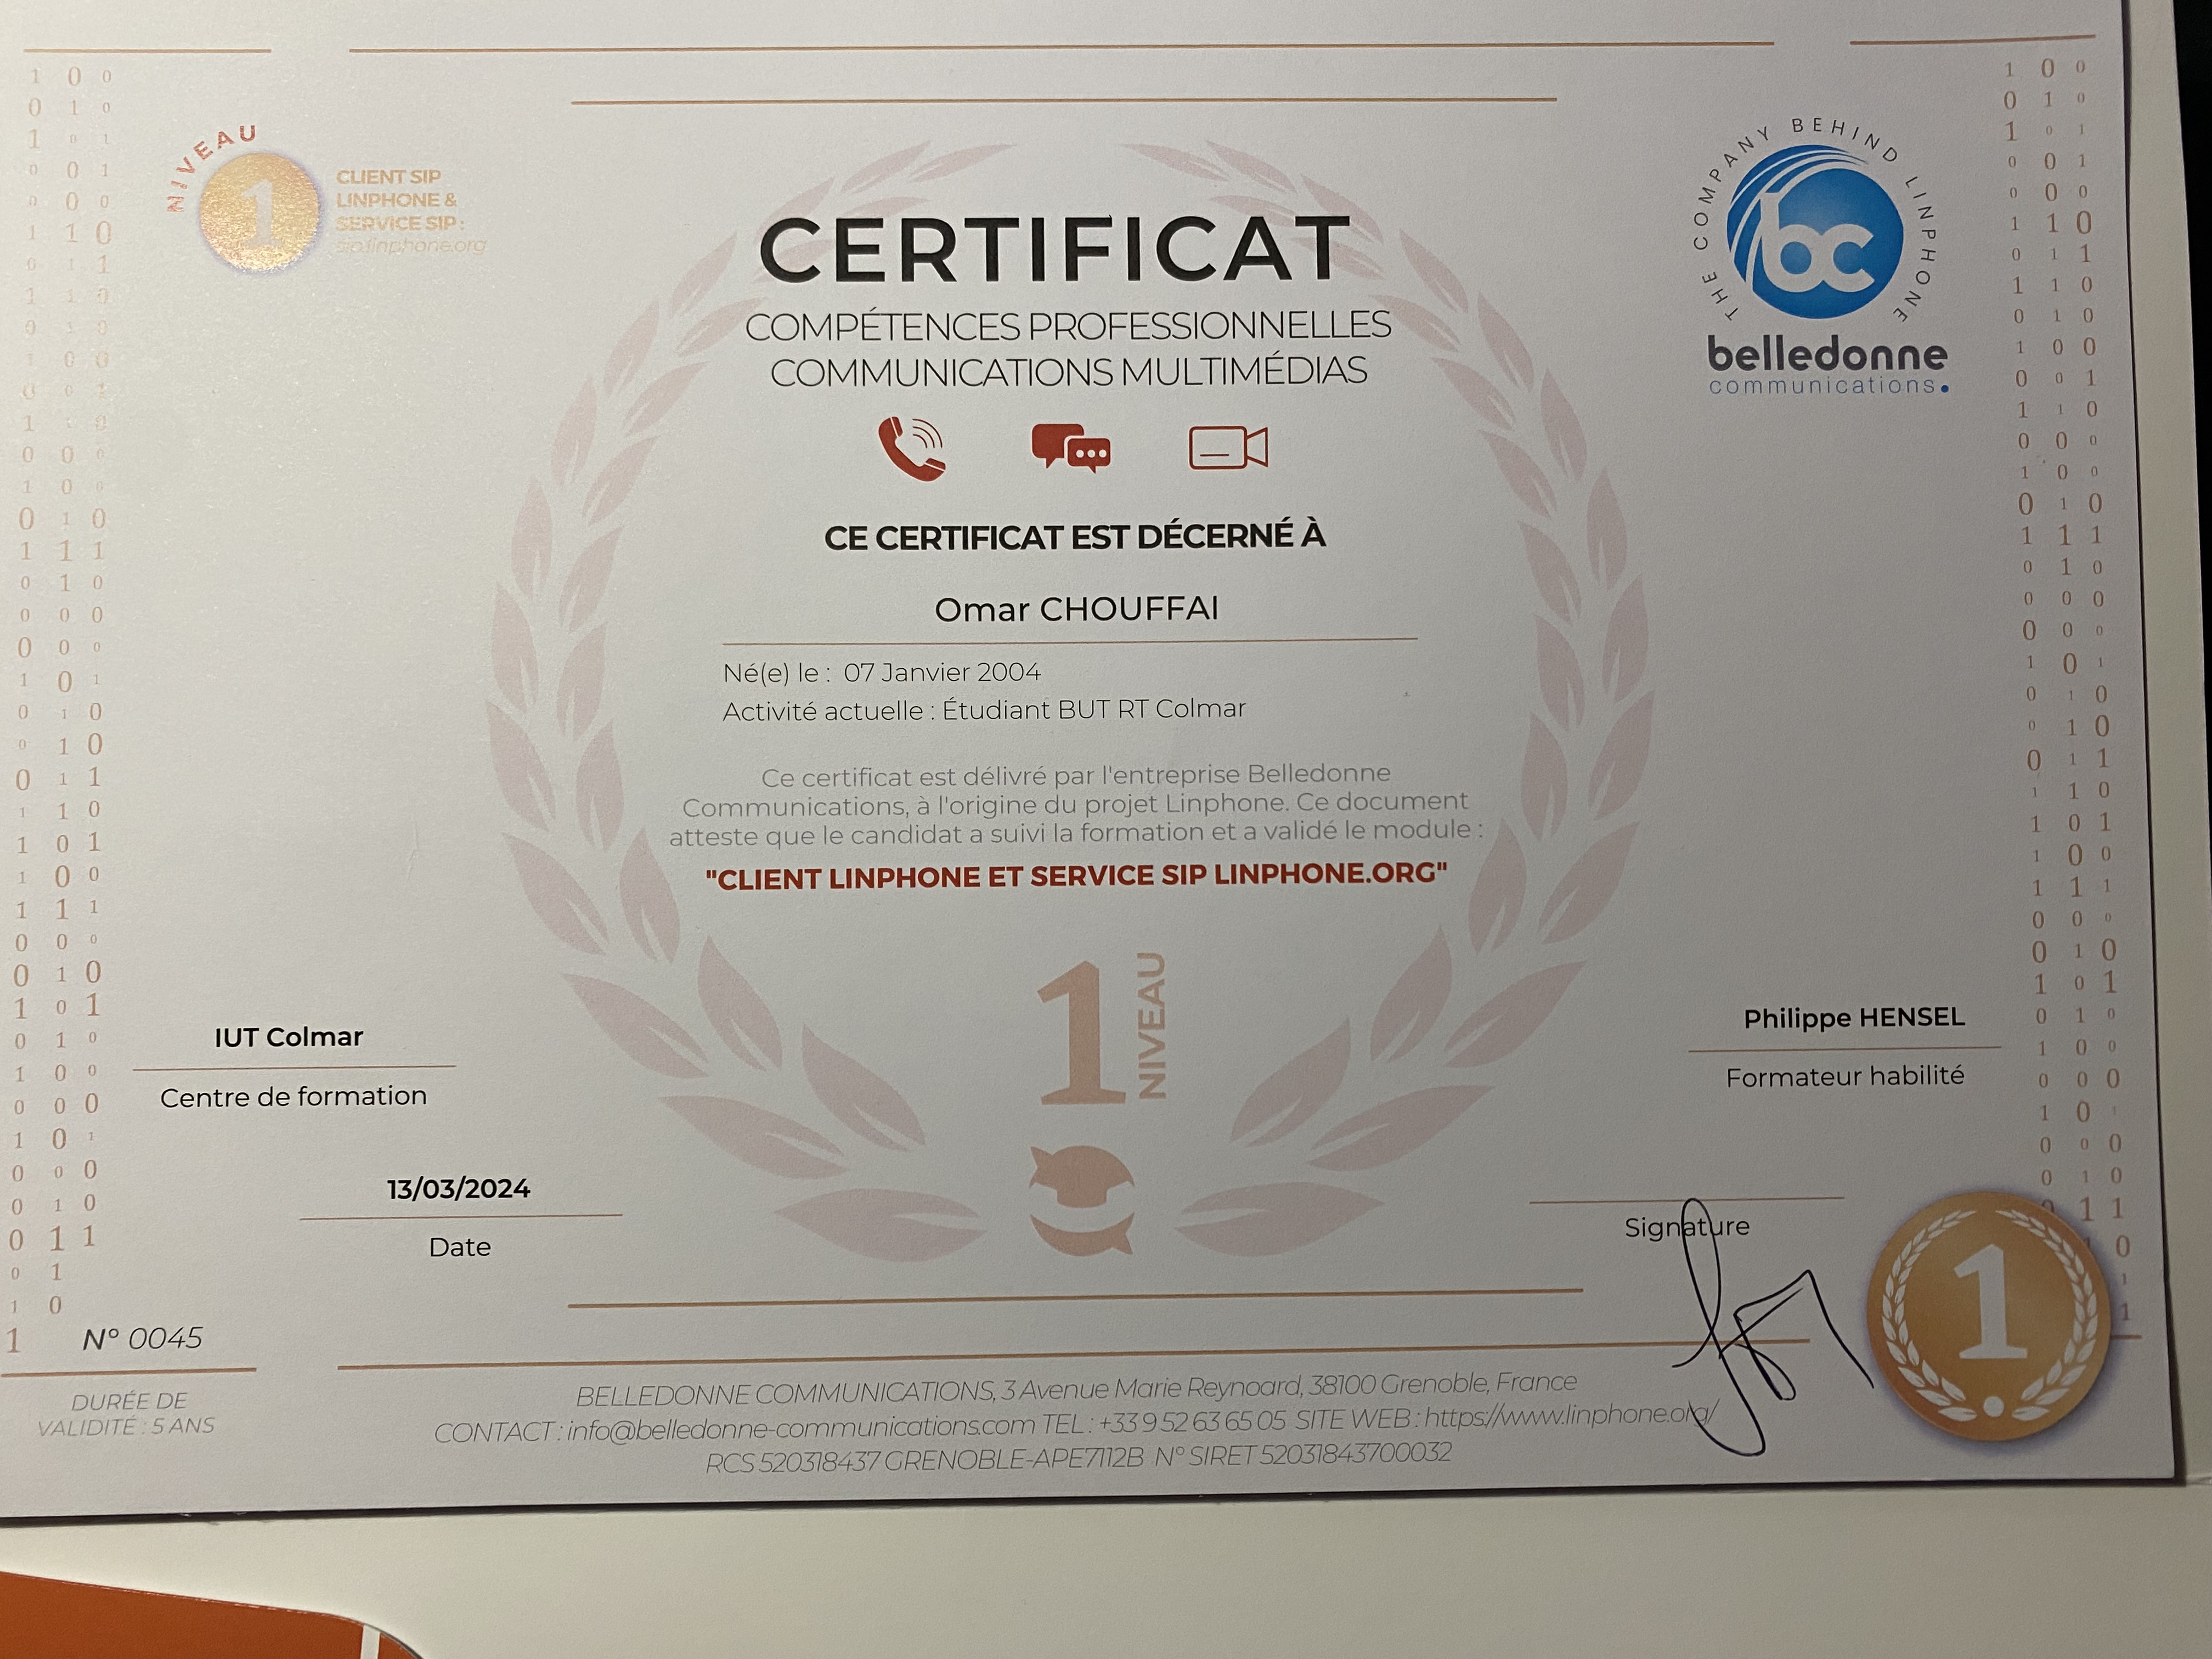 NIVEAU
1
CLIENT SIP
LINPHONE &
SERVICE SIP :
sip.linphone.org
THE COMPANY BEHIND LINPHONE
bc
belledonne
communications.
CERTIFICAT
COMPÉTENCES PROFESSIONNELLES
COMMUNICATIONS MULTIMÉDIAS
CE CERTIFICAT EST DÉCERNÉ À
Omar CHOUFFAI
Né(e) le : 07 Janvier 2004
Activité actuelle : Étudiant BUT RT Colmar
Ce certificat est délivré par l'entreprise Belledonne
Communications, à l'origine du projet Linphone. Ce document
atteste que le candidat a suivi la formation et a validé le module :
"CLIENT LINPHONE ET SERVICE SIP LINPHONE.ORG"
1 NIVEAU
IUT Colmar
Centre de formation
Philippe HENSEL
Formateur habilité
13/03/2024
Date
Signature
1
N° 0045
DURÉE DE
VALIDITÉ : 5 ANS
BELLEDONNE COMMUNICATIONS, 3 Avenue Marie Reynoard, 38100 Grenoble, France
CONTACT : info@belledonne-communications.com TEL : +33 9 52 63 65 05 SITE WEB : https://www.linphone.org/
RCS 520318437 GRENOBLE-APE7112B N° SIRET 52031843700032